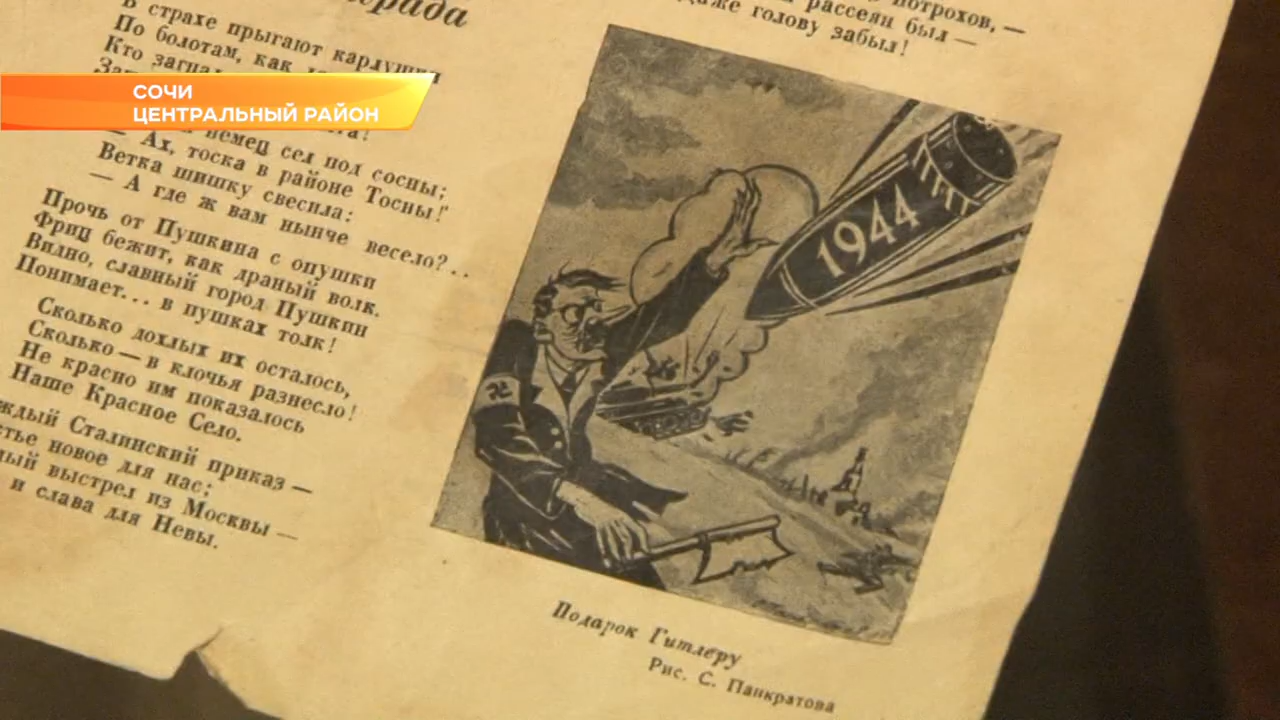 В страхе прыгают карлушки
По болотам, как
Кто
СОЧИ
ЦЕНТРАЛЬНЫЙ РАЙОН
немец сел под сосны;
— Ах, тоска в районе Тосны!
Ветка шишку свесила:
— А где ж вам нынче весело?..
Прочь от Пушкина с опушки
Фриц бежит, как драный волк.
Видно, славный город Пушкин
Понимает... в пушках толк!
Сколько дохлых их осталось,
Сколько — в клочья разнесло!
Не красно им показалось
Наше Красное Село.
Сталинский приказ —
новое для нас;
выстрел из Москвы —
и слава для Невы.
потрохов, —
рассеян был —
даже голову забыл!
1944
Подарок Гитлеру
Рис. С. Панкратова